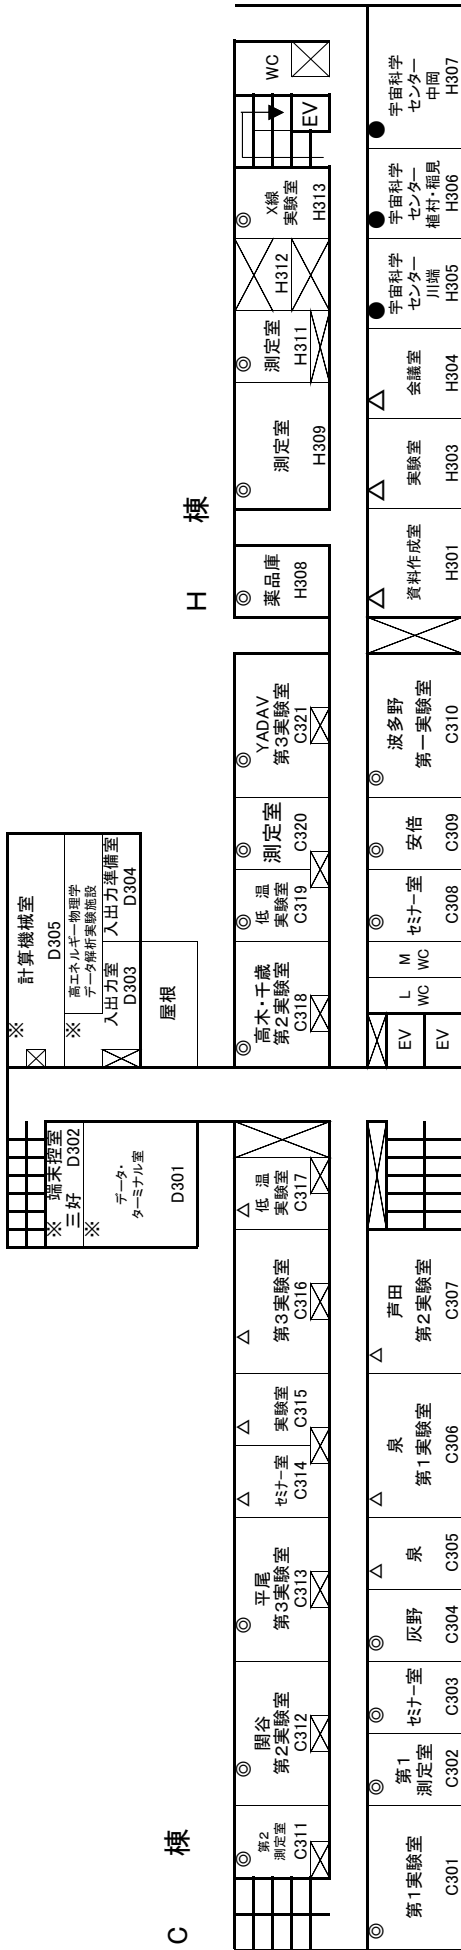 計算機械室
D305
※
高エネルギー物理学
データ解析実験施設
※
入出力準備室
D304
入出力室
D303
屋根
端末控室
※ 三好 D302
※
データ・
ターミナル室
D301
H 棟
C 棟
WC
EV
◎
X線
実験室
H313
H312
◎
測定室
H311
◎
測定室
H309
◎
薬品庫
H308
◎
YADAV
第3実験室
C321
◎
測定室
C320
◎
低 温
実験室
C319
◎
高木・千歳
第2実験室
C318
△
低 温
実験室
C317
△
第3実験室
C316
△
実験室
C315
△
セミナー室
C314
◎
平尾
第3実験室
C313
◎
関谷
第2実験室
C312
◎
第2
測定室
C311
●
宇宙科学
センター
中岡
H307
●
宇宙科学
センター
植村・稲見
H306
●
宇宙科学
センター
川端
H305
△
会議室
H304
△
実験室
H303
△
資料作成室
H301
◎
波多野
第一実験室
C310
◎
安倍
C309
◎
セミナー室
C308
M
WC
L
WC
EV
EV
△
芦田
第2実験室
C307
△
泉
第1実験室
C306
△
泉
C305
◎
灰野
C304
◎
セミナー室
C303
◎
第1
測定室
C302
◎
第1実験室
C301